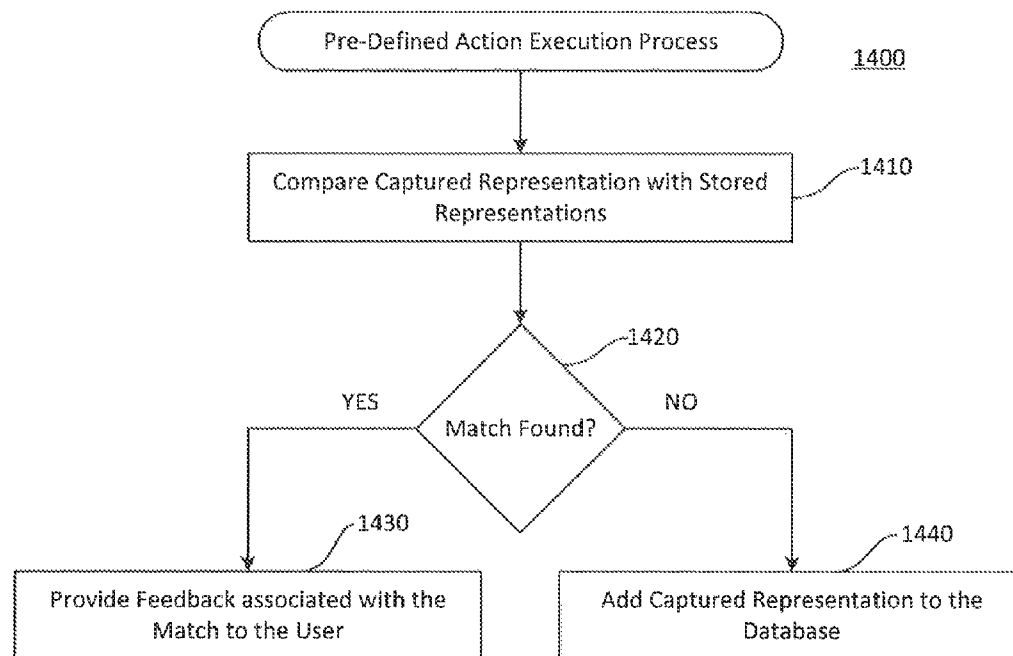 Pre-Defined Action Execution Process
1400
Compare Captured Representation with Stored
Representations
1410
1420
YES
NO
Match Found?
1430
1440
Provide Feedback associated with the
Match to the User
Add Captured Representation to the
Database